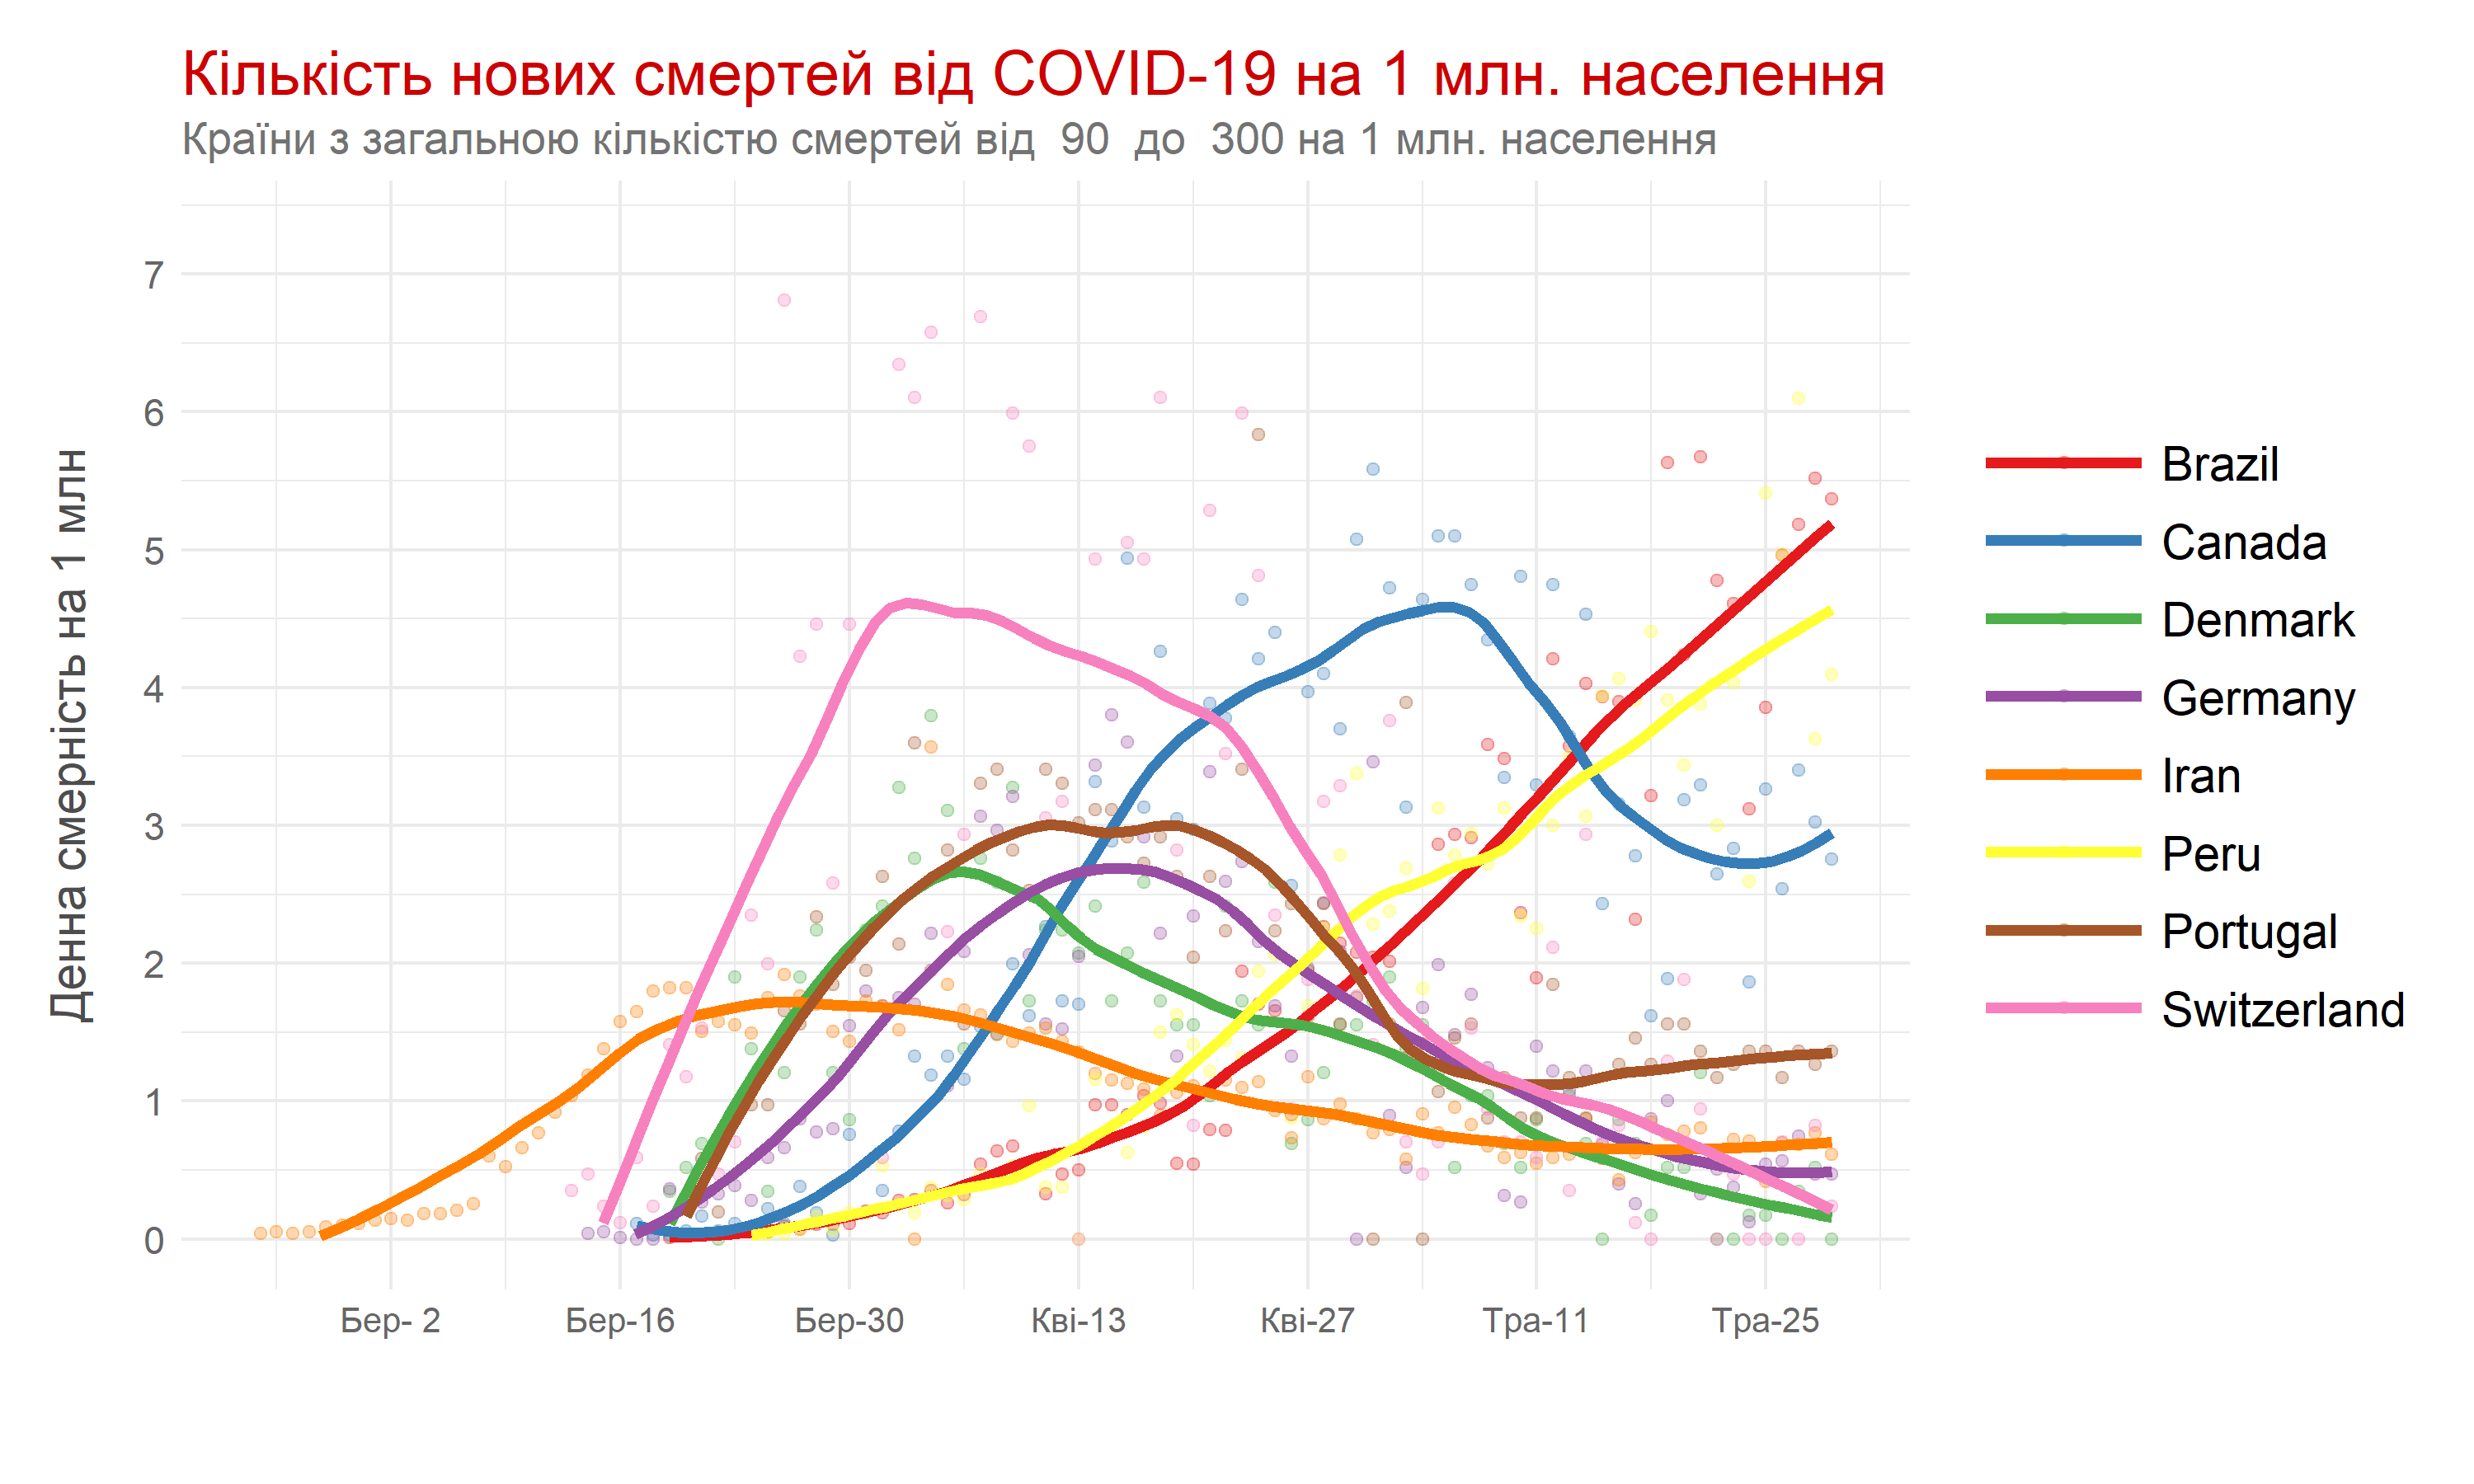 Кількість нових смертей від COVID-19 на 1 млн. населення
Країни з загальною кількістю смертей від  90  до  300 на 1 млн. населення
Денна смерність на 1 млн
7
6
5
4
3
2
1
0
Бер- 2
Бер-16
Бер-30
Кві-13
Кві-27
Тра-11
Тра-25
Brazil
Canada
Denmark
Germany
Iran
Peru
Portugal
Switzerland